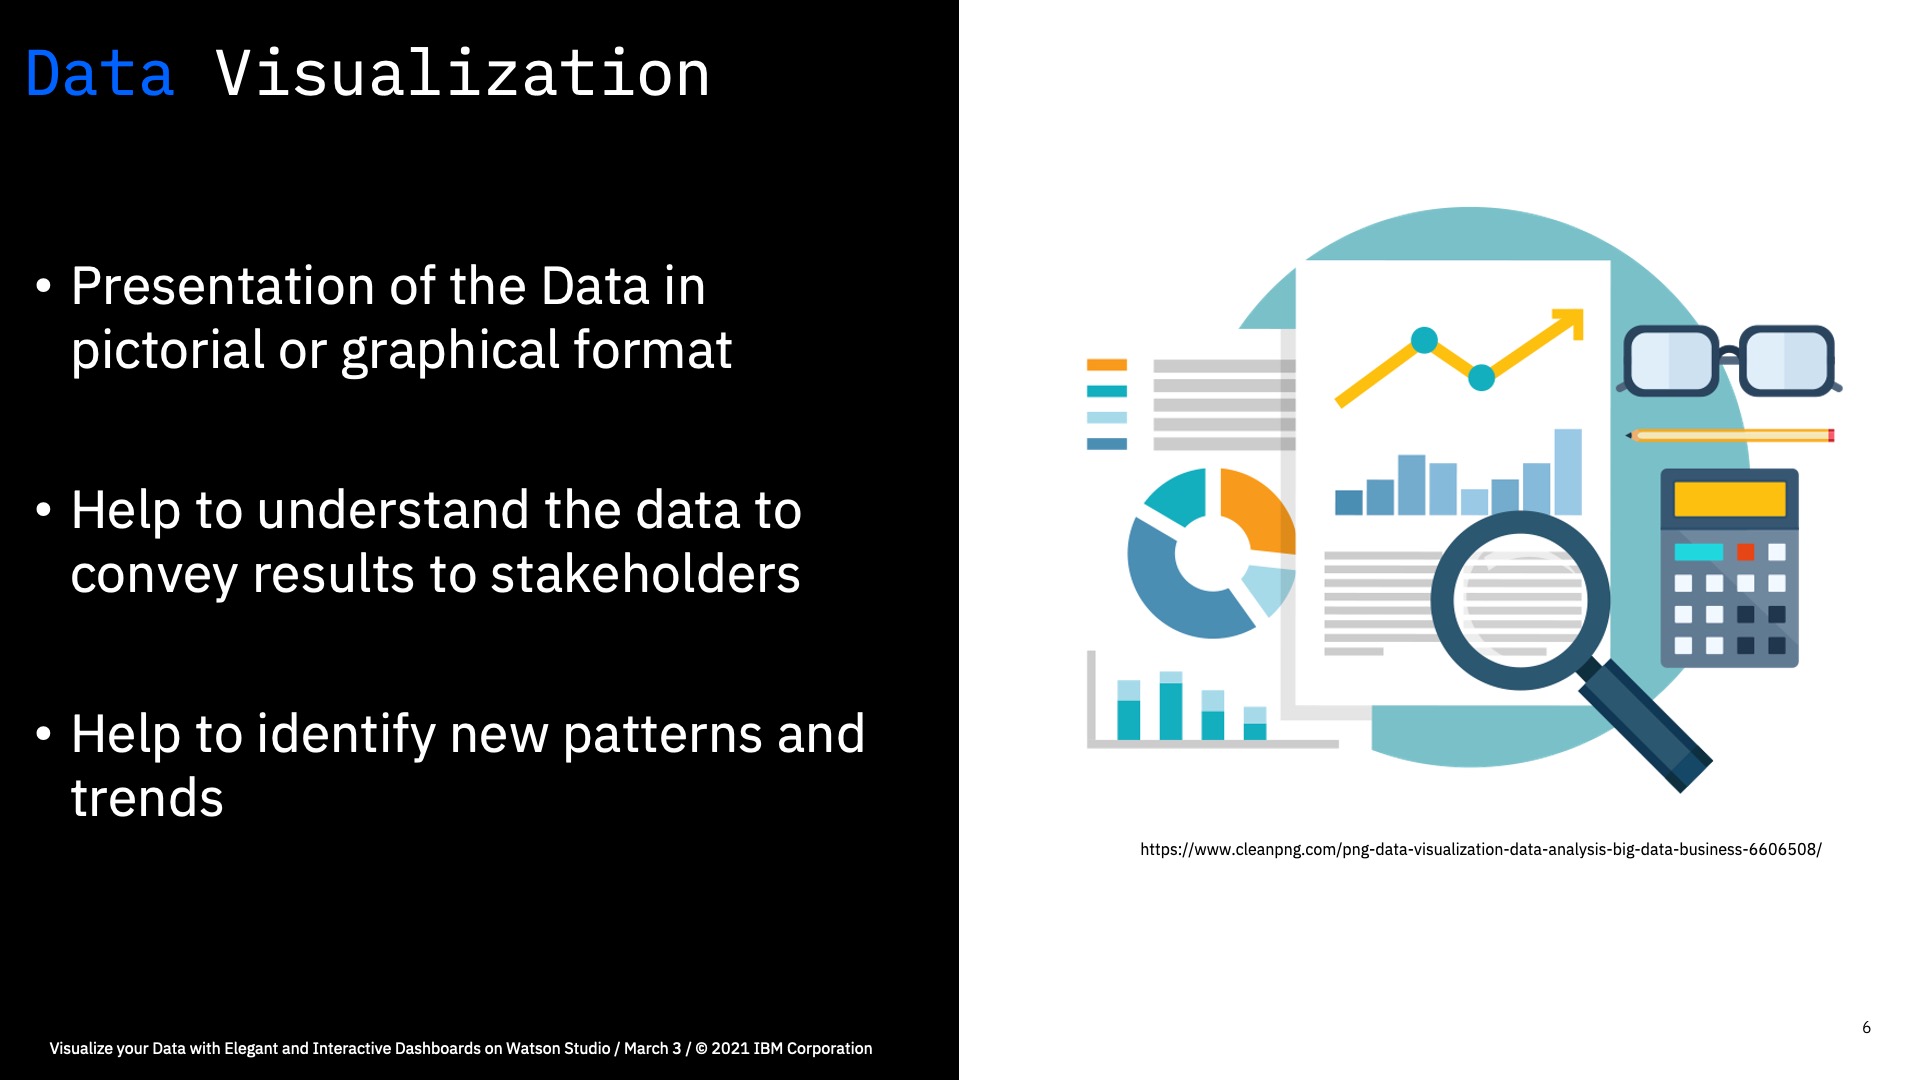 Data Visualization
• Presentation of the Data in
pictorial or graphical format
• Help to understand the data to
convey results to stakeholders
• Help to identify new patterns and
trends
https://www.cleanpng.com/png-data-visualization-data-analysis-big-data-business-6606508/
6
Visualize your Data with Elegant and Interactive Dashboards on Watson Studio / March 3 / © 2021 IBM Corporation